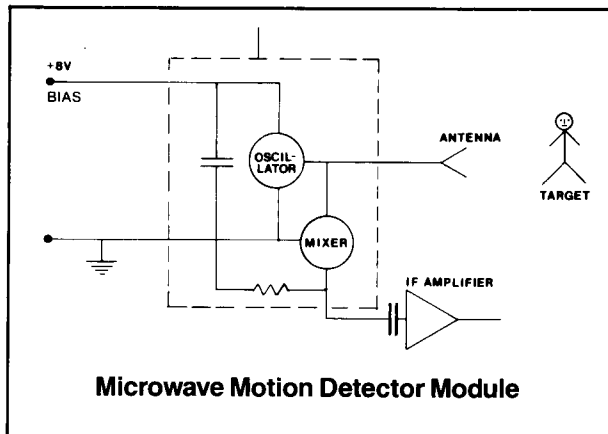 +8V
BIAS
OSCIL-
LATOR
ANTENNA
TARGET
MIXER
IF AMPLIFIER
Microwave Motion Detector Module